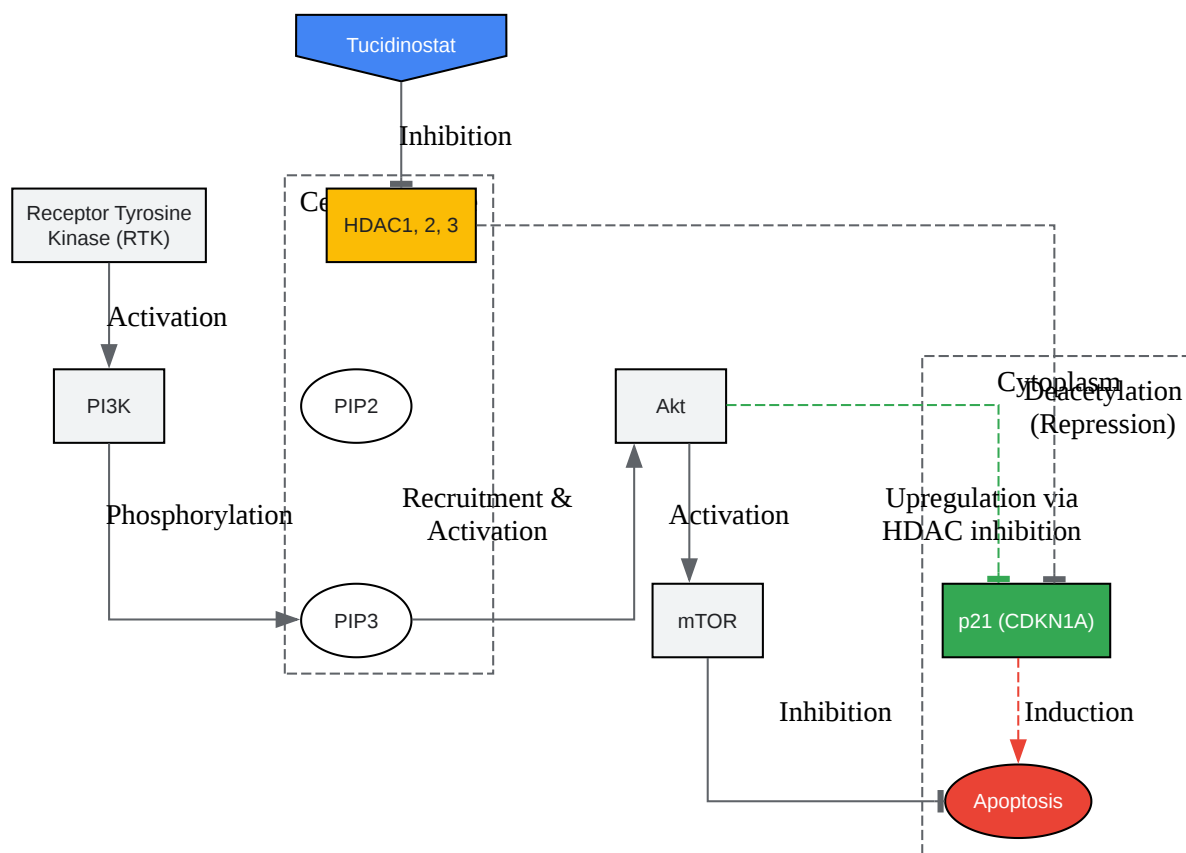 Tucidinostat
Inhibition
Receptor Tyrosine
Kinase (RTK)
HDAC1, 2, 3
Activation
PI3K
PIP2
Akt
Cytoplasm
Deacetylation
(Repression)
Phosphorylation
Recruitment &
Activation
Activation
Upregulation via
HDAC inhibition
PIP3
mTOR
p21 (CDKN1A)
Inhibition
Induction
Apoptosis